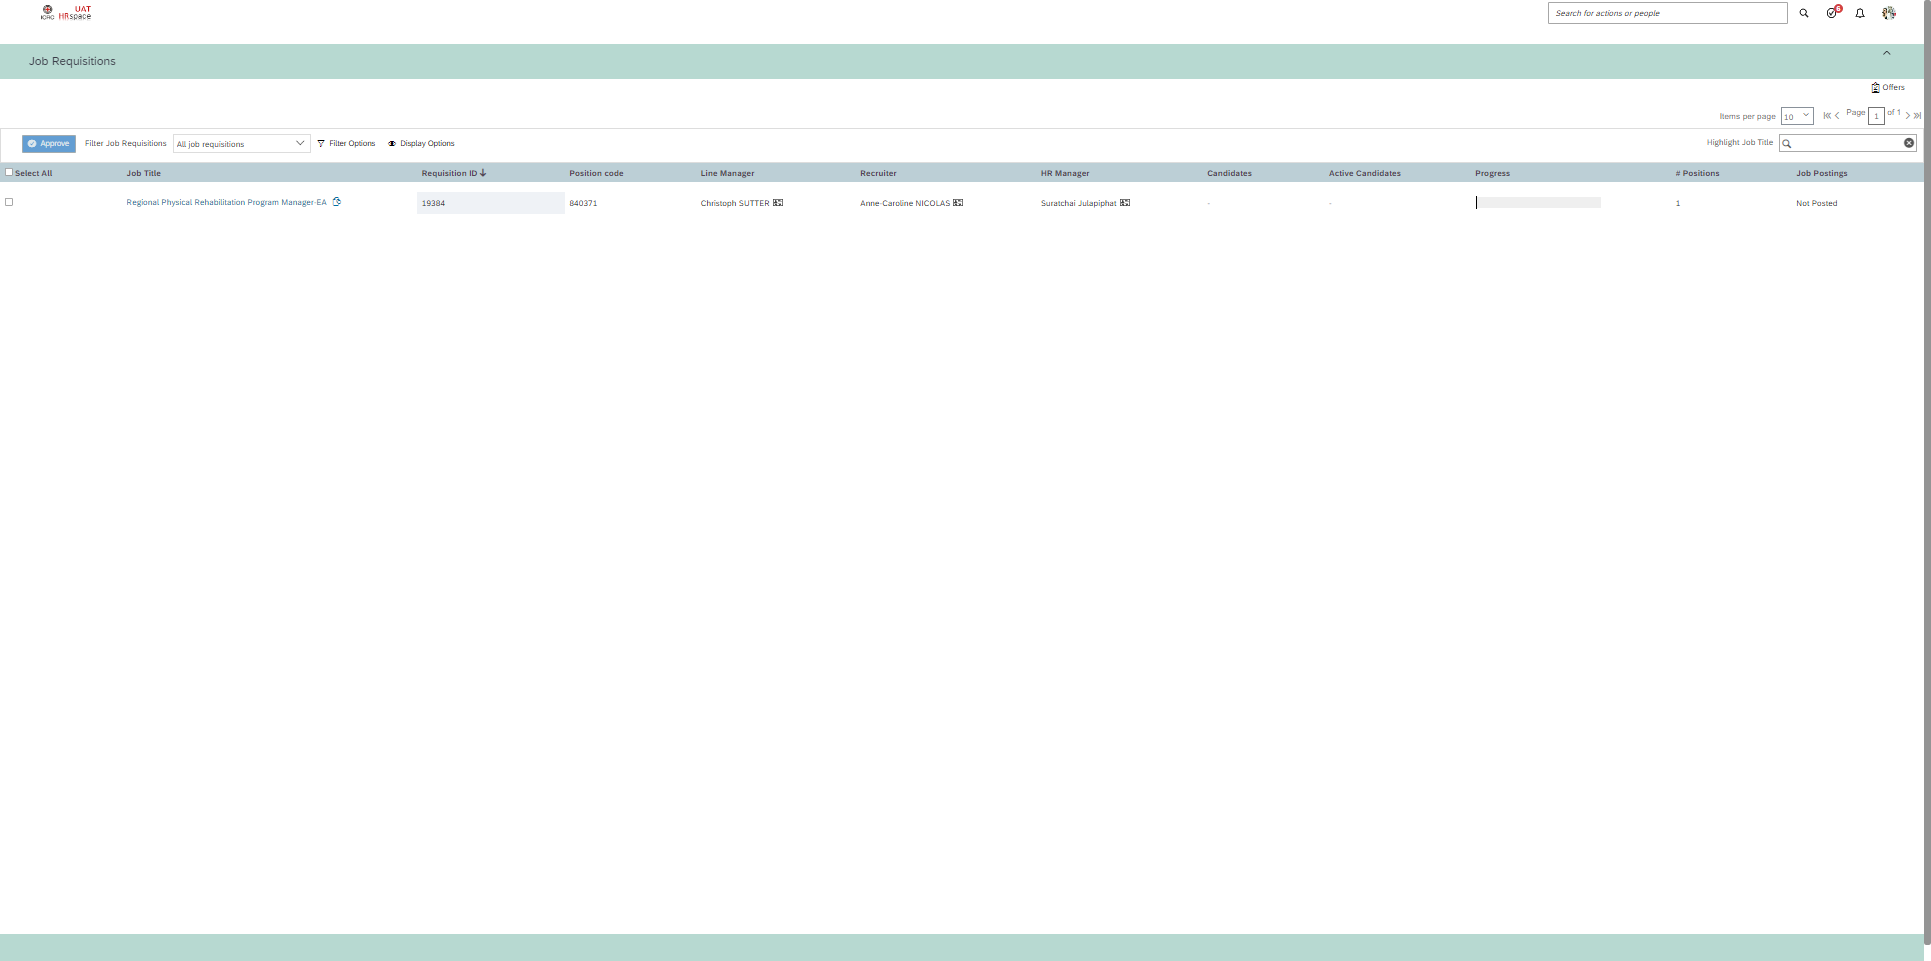 ICRC UAT HRspace
Search for actions or people
6
Job Requisitions
Offers
Items per page 10 Page 1 of 1
Approve Filter Job Requisitions All job requisitions Filter Options Display Options Highlight Job Title
Select All Job Title Requisition ID Position code Line Manager Recruiter HR Manager Candidates Active Candidates Progress # Positions Job Postings
Regional Physical Rehabilitation Program Manager-EA 19384 840371 Christoph SUTTER Anne-Caroline NICOLAS Suratchai Julapiphat - - 1 Not Posted